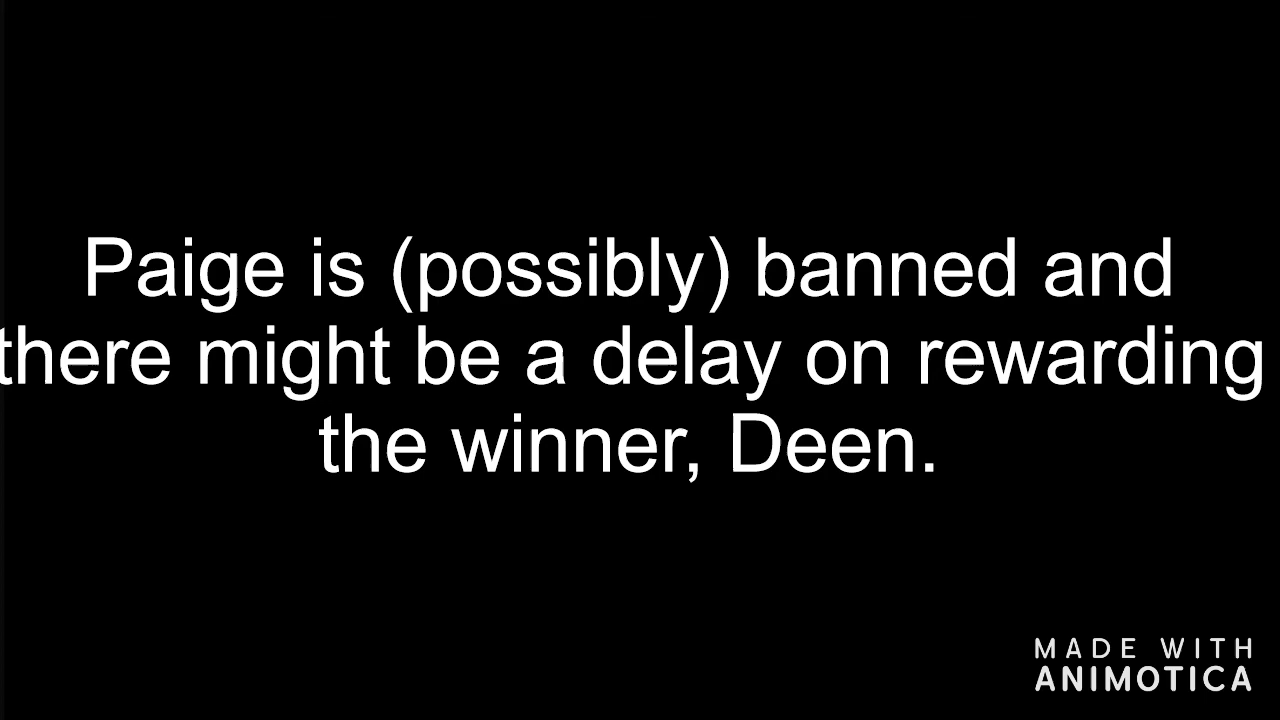 Paige is (possibly) banned and
there might be a delay on rewarding
the winner, Deen.
MADE WITH
ANIMOTICA